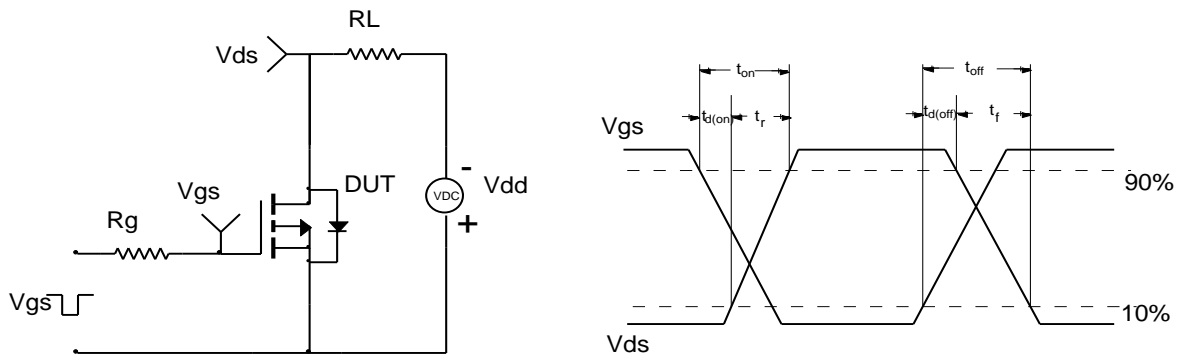 RL
Vds
Vgs
DUT
VDC
-
+
Vdd
Rg
Vgs
ton
toff
td(on)
tr
td(off)
tf
Vgs
90%
10%
Vds